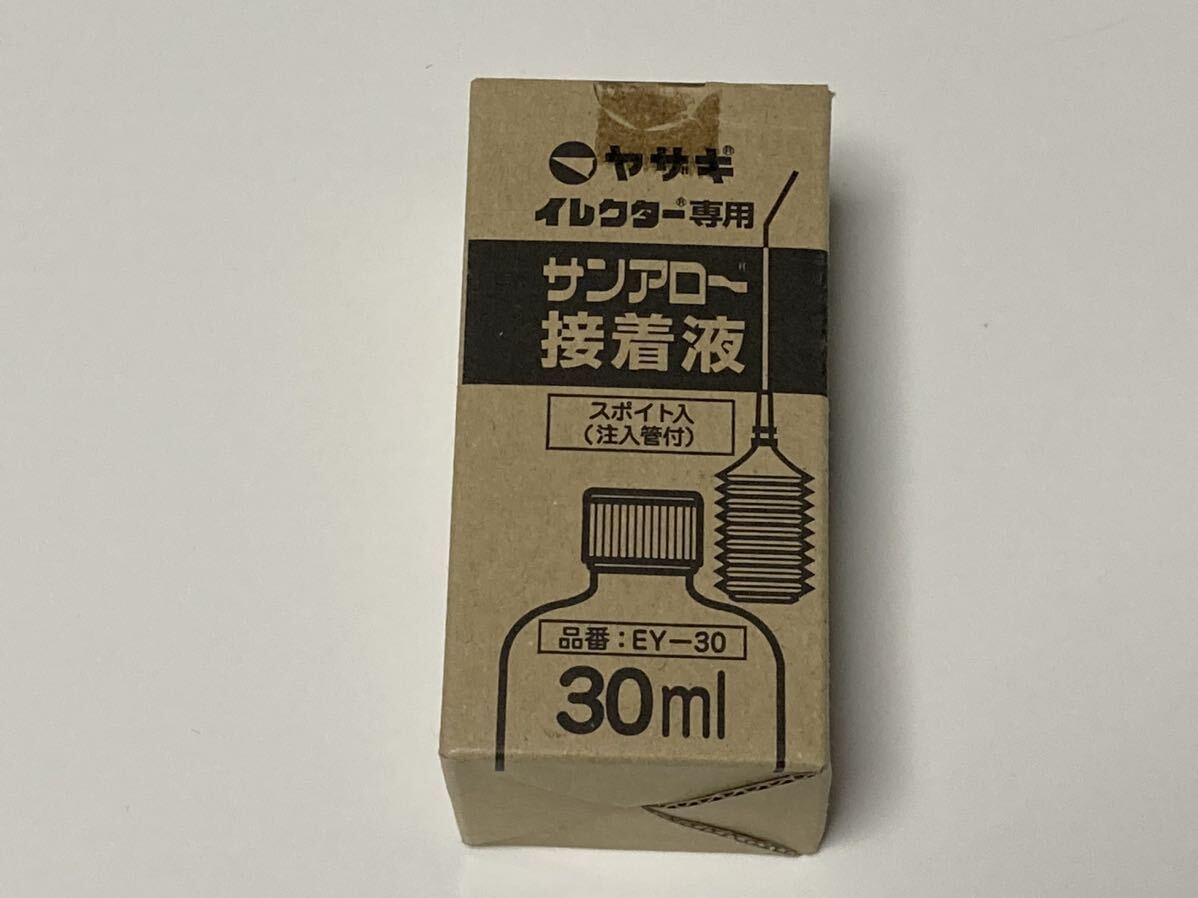 ヤサキ®
イレクター®専用
サンアロー®
接着液
スポイト入
(注入管付)
品番:EY-30
30ml